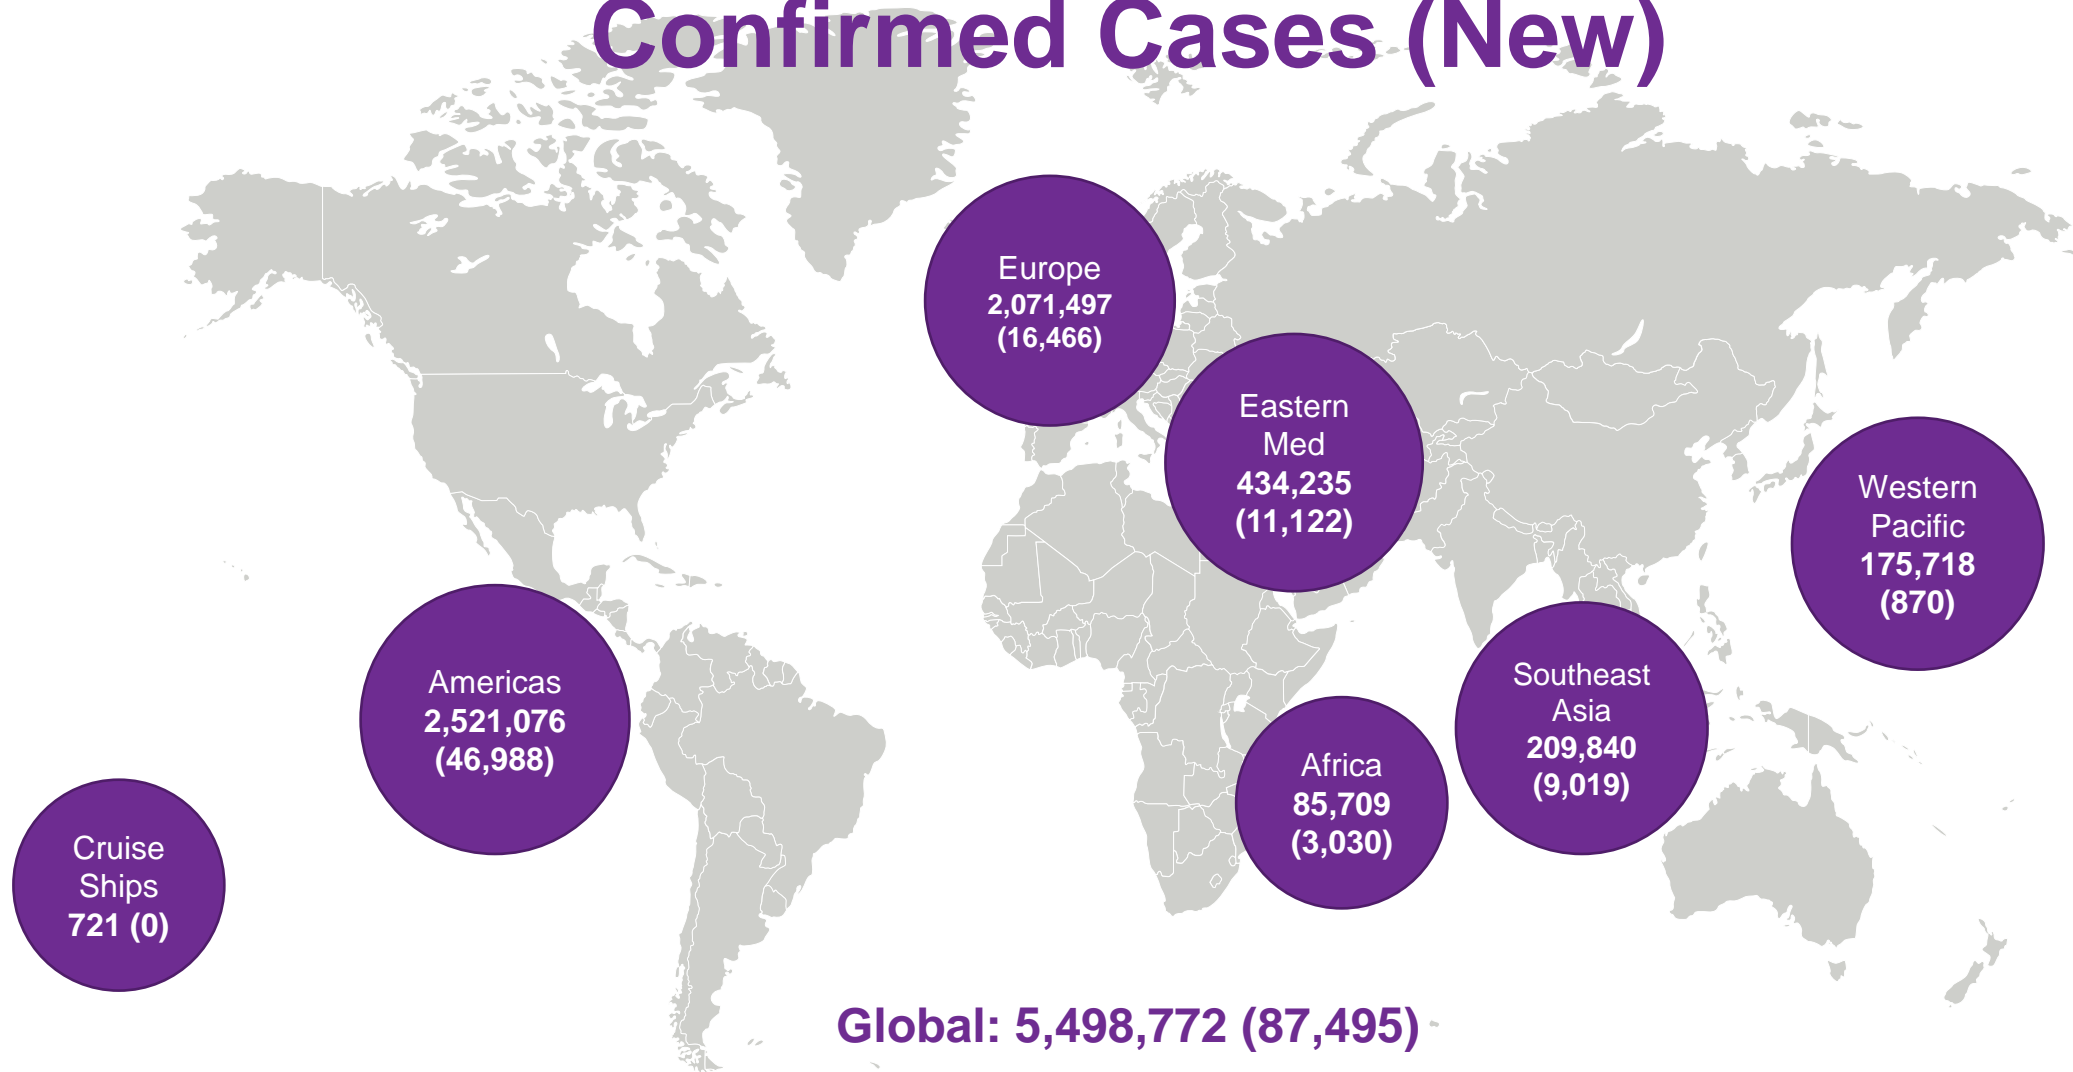 Confirmed Cases (New)
Europe
2,071,497
(16,466)
Eastern
Med
434,235
(11,122)
Western
Pacific
175,718
(870)
Americas
2,521,076
(46,988)
Southeast
Asia
209,840
(9,019)
Africa
85,709
(3,030)
Cruise
Ships
721 (0)
Global: 5,498,772 (87,495)